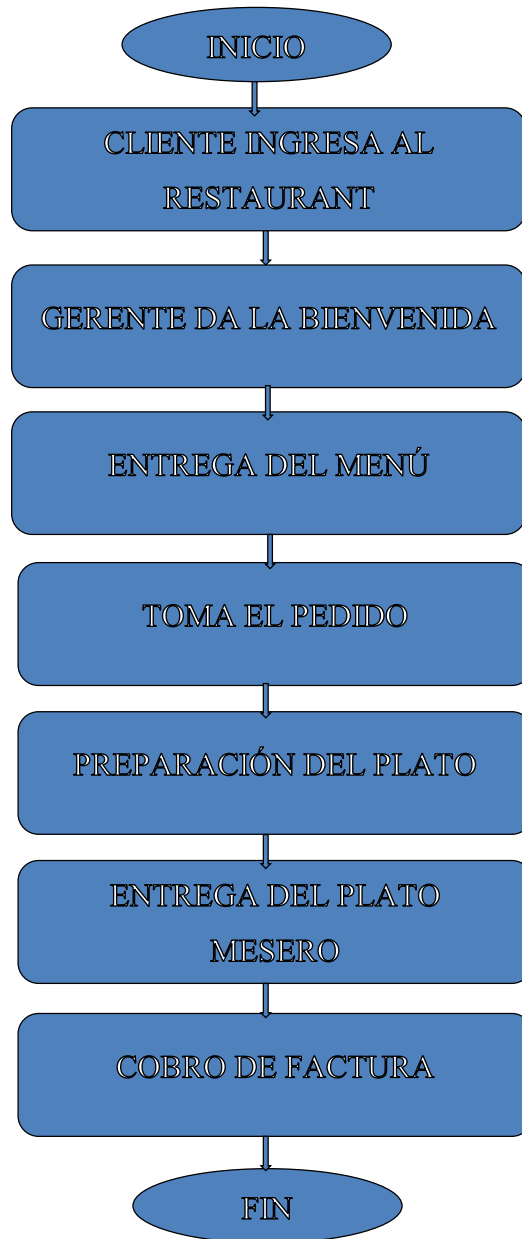 INICIO
CLIENTE INGRESA AL
RESTAURANT
GERENTE DA LA BIENVENIDA
ENTREGA DEL MENÚ
TOMA EL PEDIDO
PREPARACIÓN DEL PLATO
ENTREGA DEL PLATO
MESERO
COBRO DE FACTURA
FIN